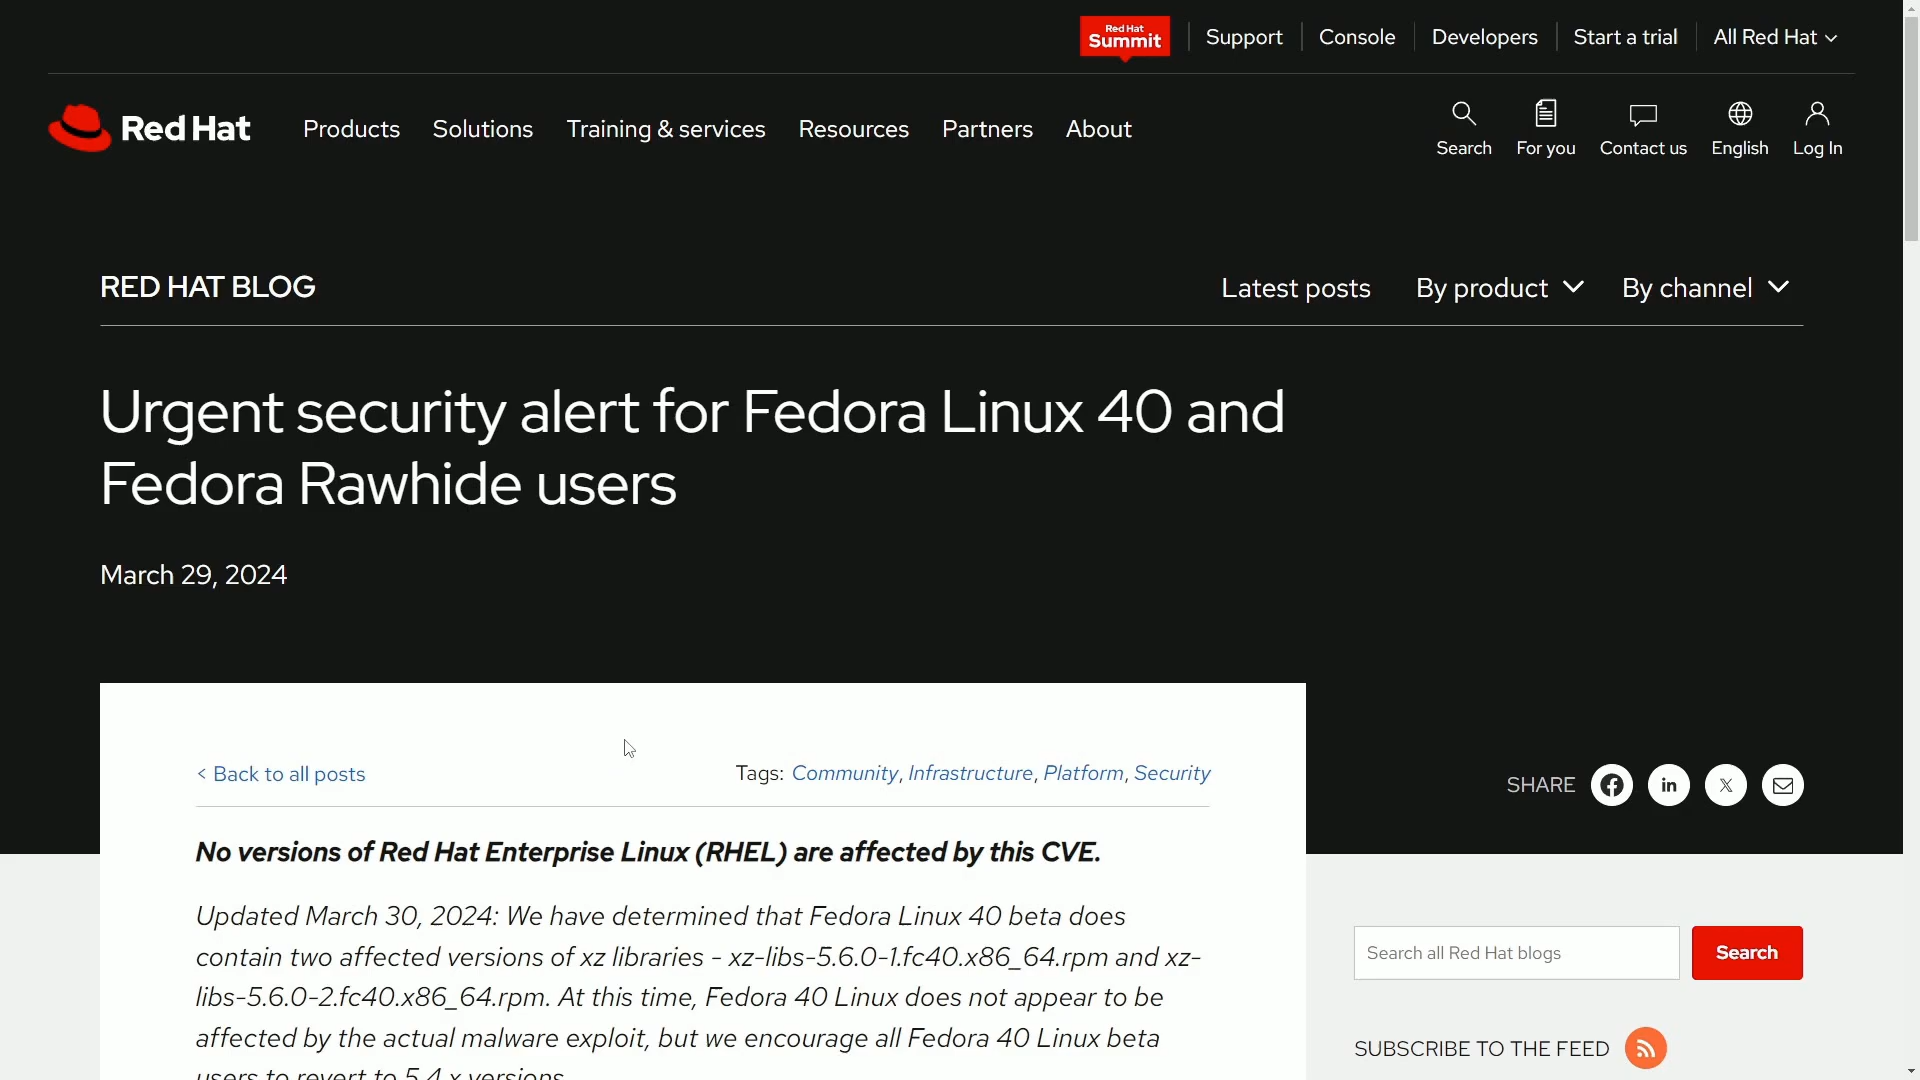 Red Hat
Summit
Support
Console
Developers
Start a trial
All Red Hat
Red Hat
Products
Solutions
Training & services
Resources
Partners
About
Search
For you
Contact us
English
Log In
RED HAT BLOG
Latest posts
By product
By channel
Urgent security alert for Fedora Linux 40 and
Fedora Rawhide users
March 29, 2024
< Back to all posts
Tags: Community, Infrastructure, Platform, Security
SHARE
No versions of Red Hat Enterprise Linux (RHEL) are affected by this CVE.
Updated March 30, 2024: We have determined that Fedora Linux 40 beta does
contain two affected versions of xz libraries - xz-libs-5.6.0-1.fc40.x86_64.rpm and xz-
libs-5.6.0-2.fc40.x86_64.rpm. At this time, Fedora 40 Linux does not appear to be
affected by the actual malware exploit, but we encourage all Fedora 40 Linux beta
users to revert to 5.4.x versions.
Search all Red Hat blogs
Search
SUBSCRIBE TO THE FEED